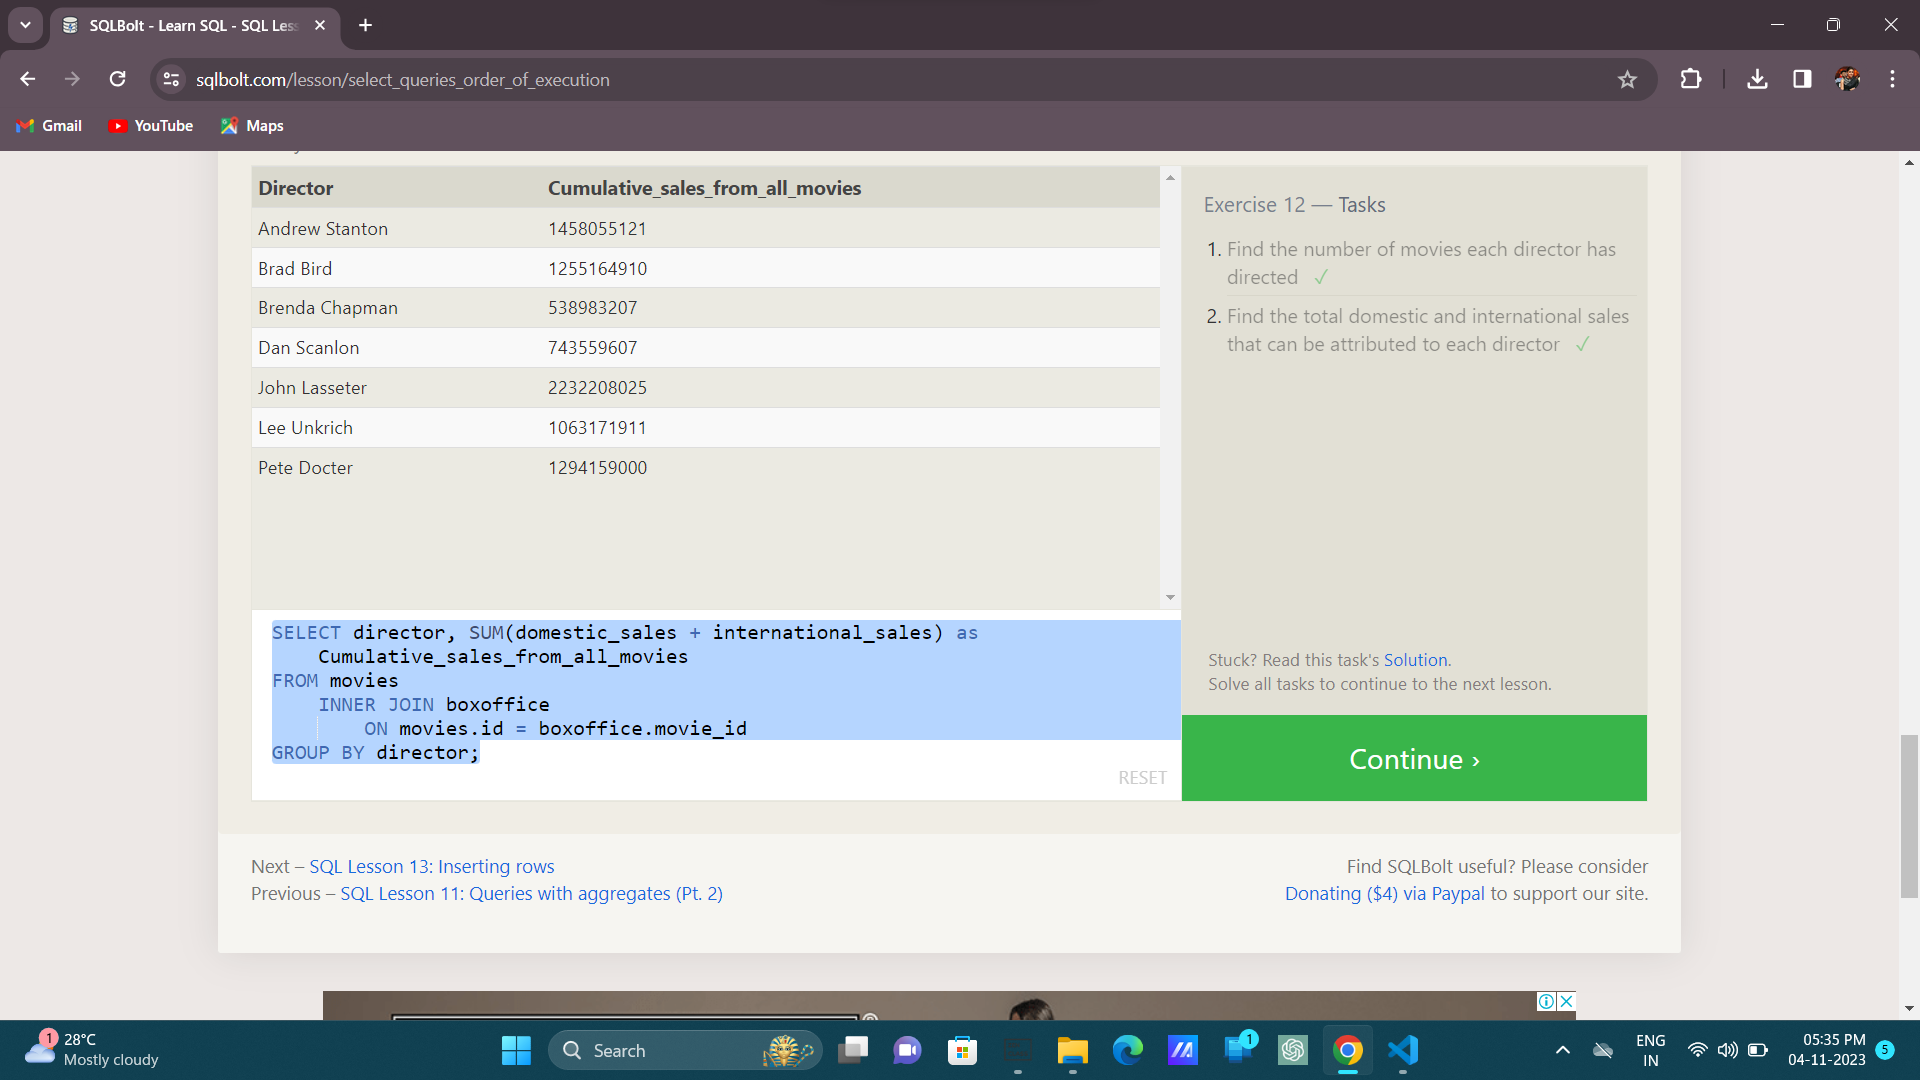 SQLBolt - Learn SQL - SQL Les
sqlbolt.com/lesson/select_queries_order_of_execution
Gmail YouTube Maps
Director Cumulative_sales_from_all_movies
Andrew Stanton 1458055121
Brad Bird 1255164910
Brenda Chapman 538983207
Dan Scanlon 743559607
John Lasseter 2232208025
Lee Unkrich 1063171911
Pete Docter 1294159000
SELECT director, SUM(domestic_sales + international_sales) as
Cumulative_sales_from_all_movies
FROM movies
INNER JOIN boxoffice
ON movies.id = boxoffice.movie_id
GROUP BY director;
RESET
Exercise 12 — Tasks
1. Find the number of movies each director has
directed ✓
2. Find the total domestic and international sales
that can be attributed to each director ✓
Stuck? Read this task's Solution.
Solve all tasks to continue to the next lesson.
Continue ›
Next – SQL Lesson 13: Inserting rows
Previous – SQL Lesson 11: Queries with aggregates (Pt. 2)
Find SQLBolt useful? Please consider
Donating ($4) via Paypal to support our site.
1
28°C
Mostly cloudy
Search
1
ENG
IN
05:35 PM
04-11-2023
5